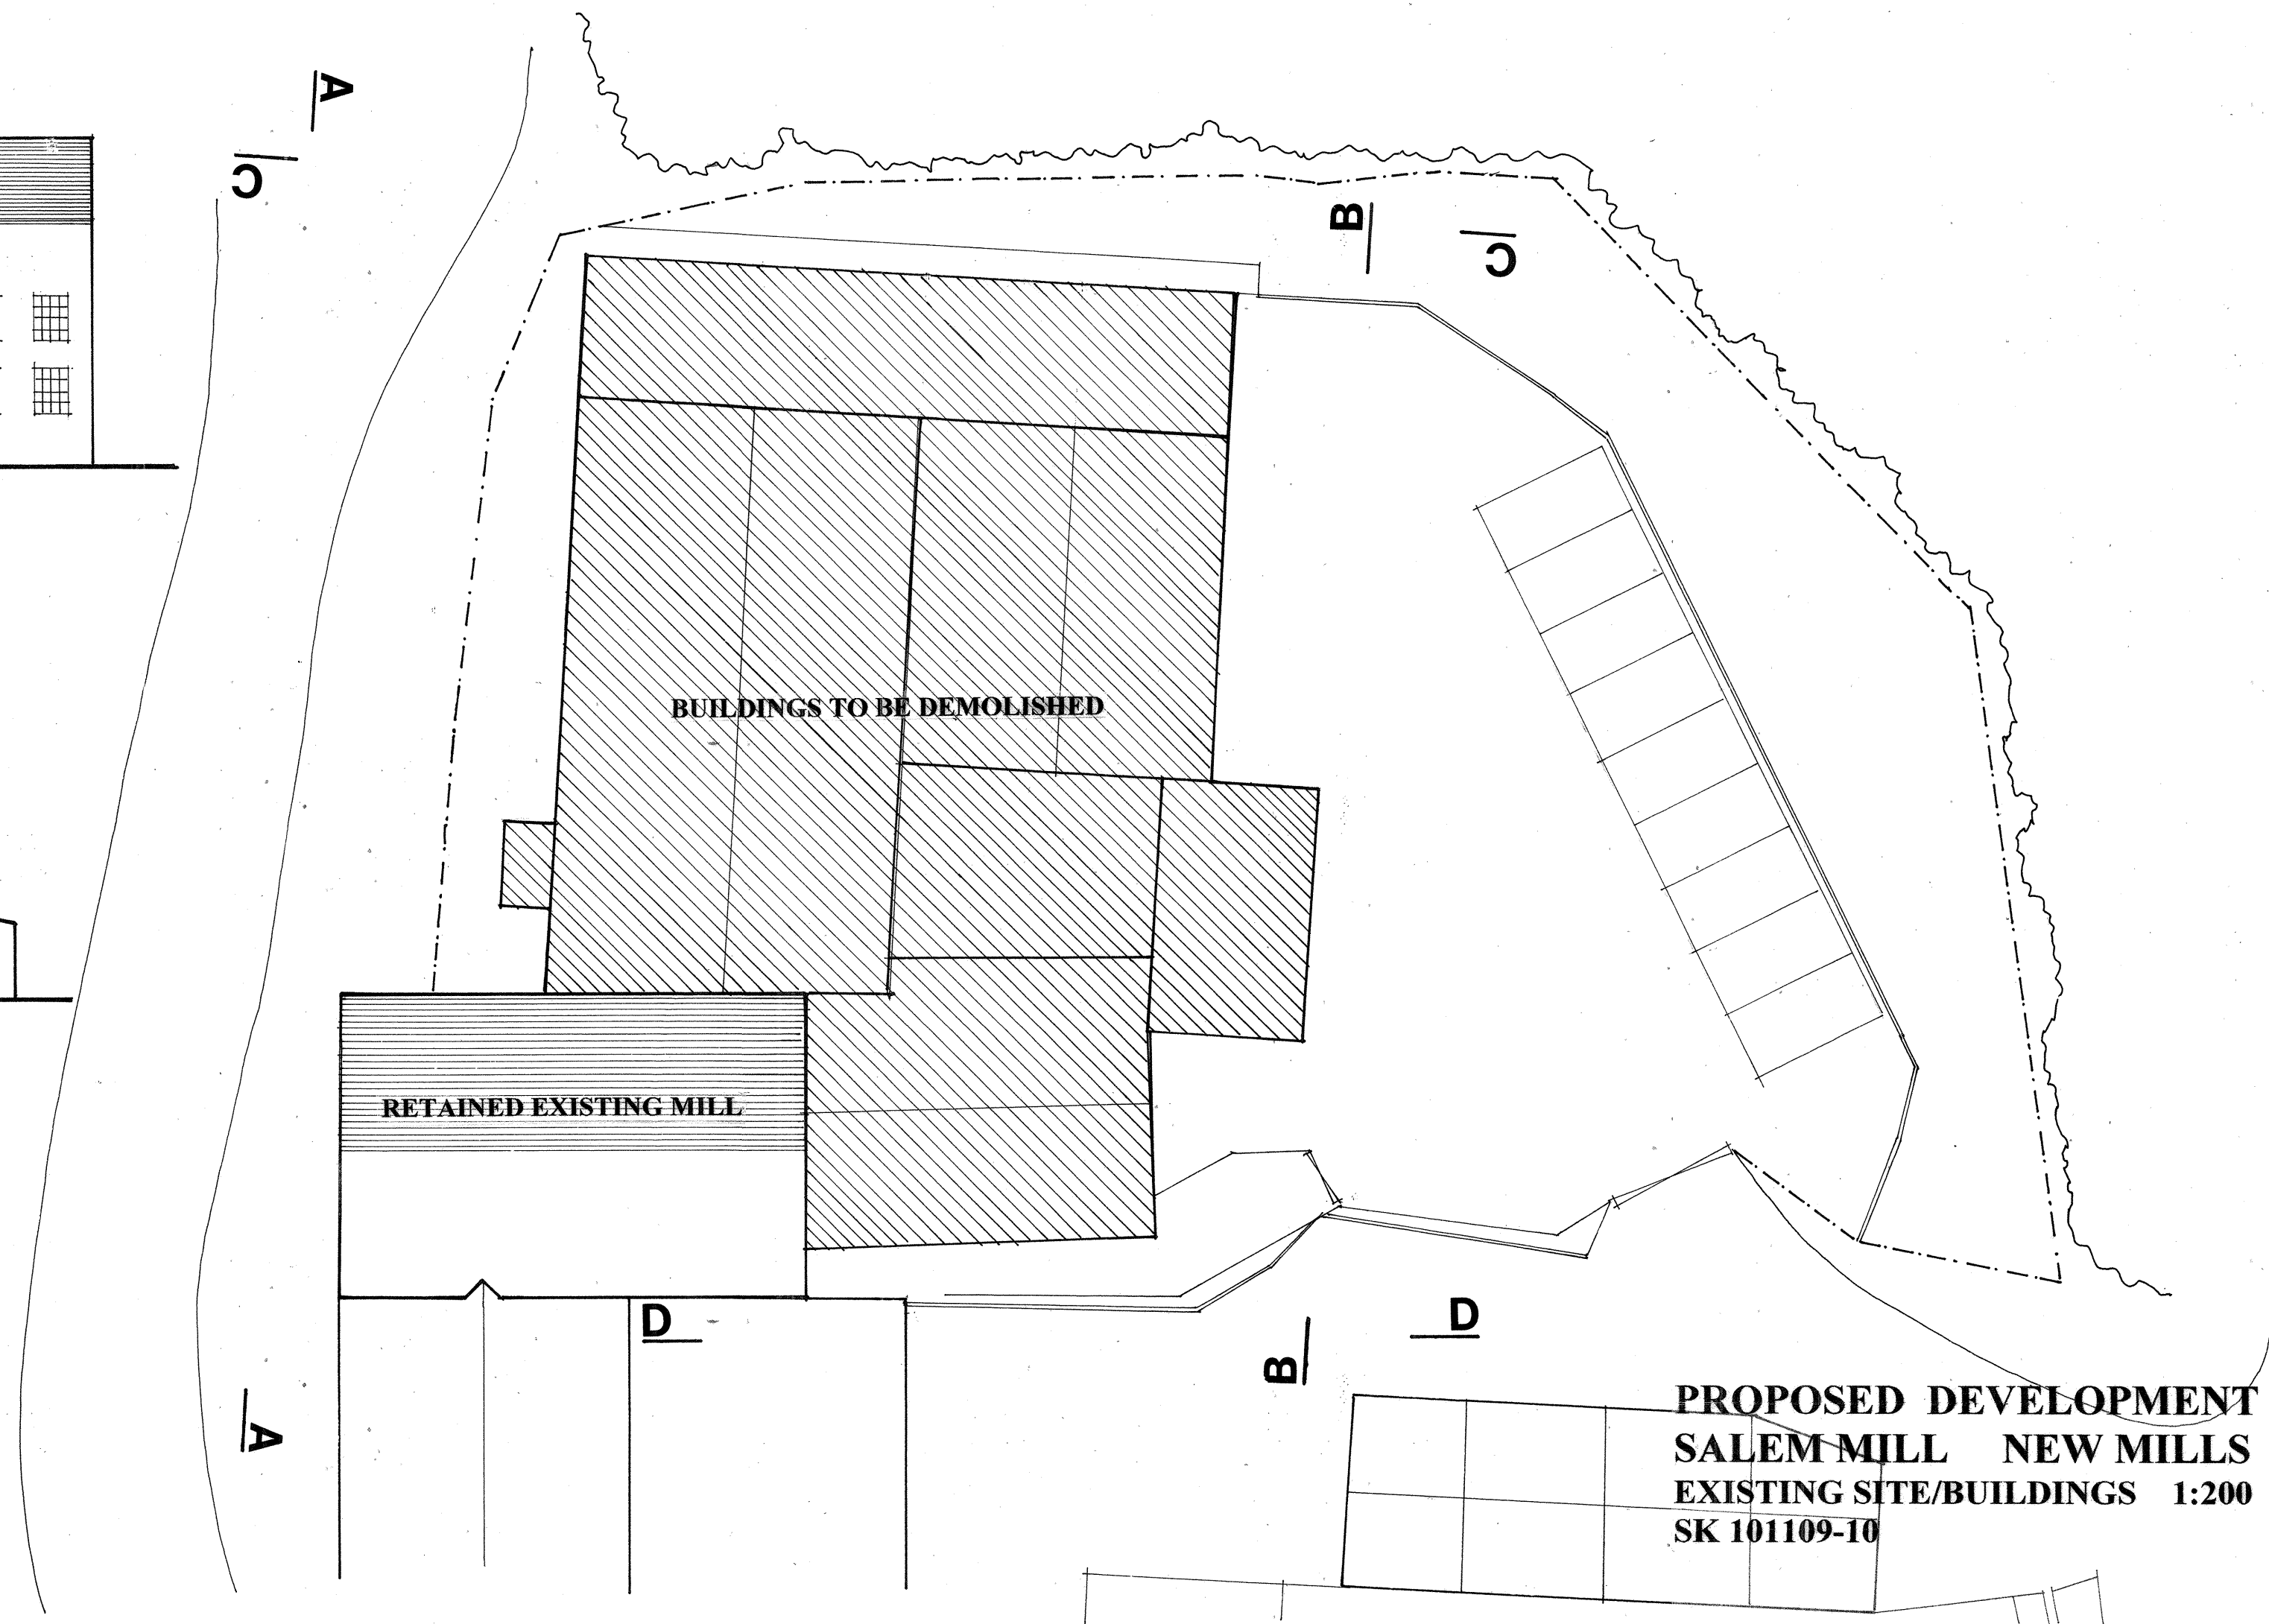 A
C
B
C
BUILDINGS TO BE DEMOLISHED
RETAINED EXISTING MILL
D
D
B
A
PROPOSED DEVELOPMENT
SALEM MILL NEW MILLS
EXISTING SITE/BUILDINGS 1:200
SK 101109-10